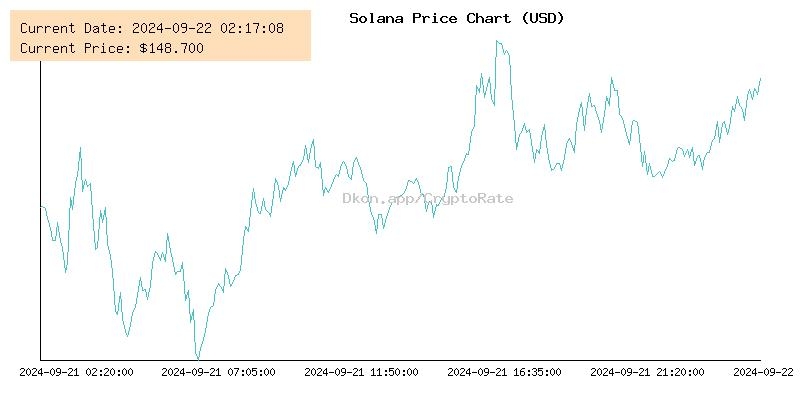 Solana Price Chart (USD)
Current Date: 2024-09-22 02:17:08
Current Price: $148.700
Dkon.app/CryptoRate
2024-09-21 02:20:00 2024-09-21 07:05:00 2024-09-21 11:50:00 2024-09-21 16:35:00 2024-09-21 21:20:00 2024-09-22